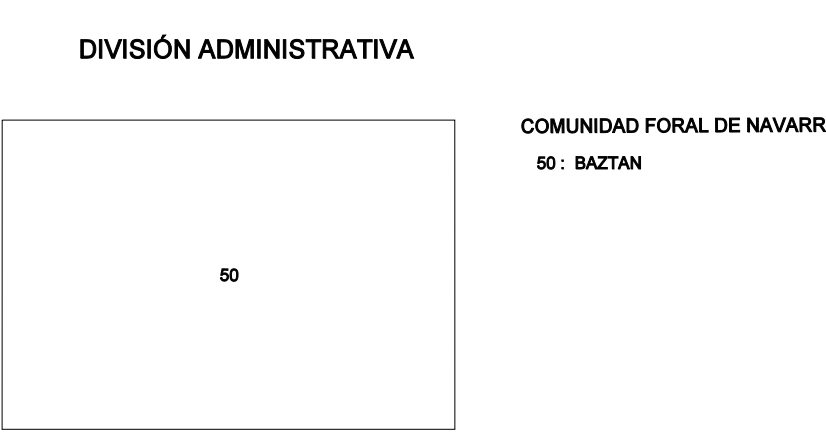 DIVISIÓN ADMINISTRATIVA
COMUNIDAD FORAL DE NAVARR
50 : BAZTAN
50